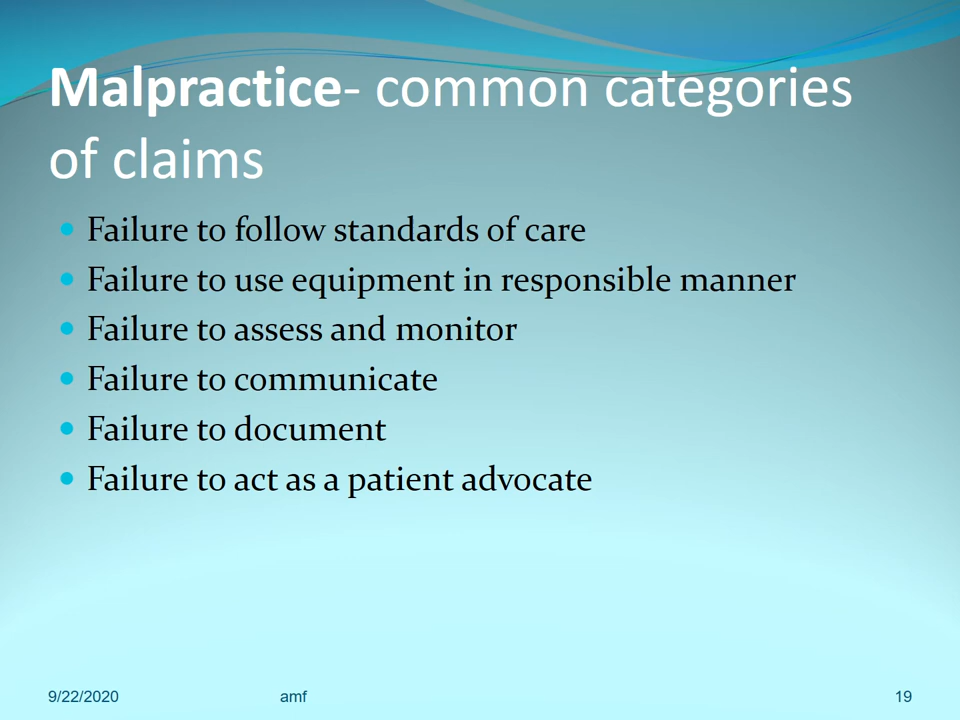 Malpractice- common categories
of claims
• Failure to follow standards of care
• Failure to use equipment in responsible manner
• Failure to assess and monitor
• Failure to communicate
• Failure to document
• Failure to act as a patient advocate
9/22/2020 amf 19